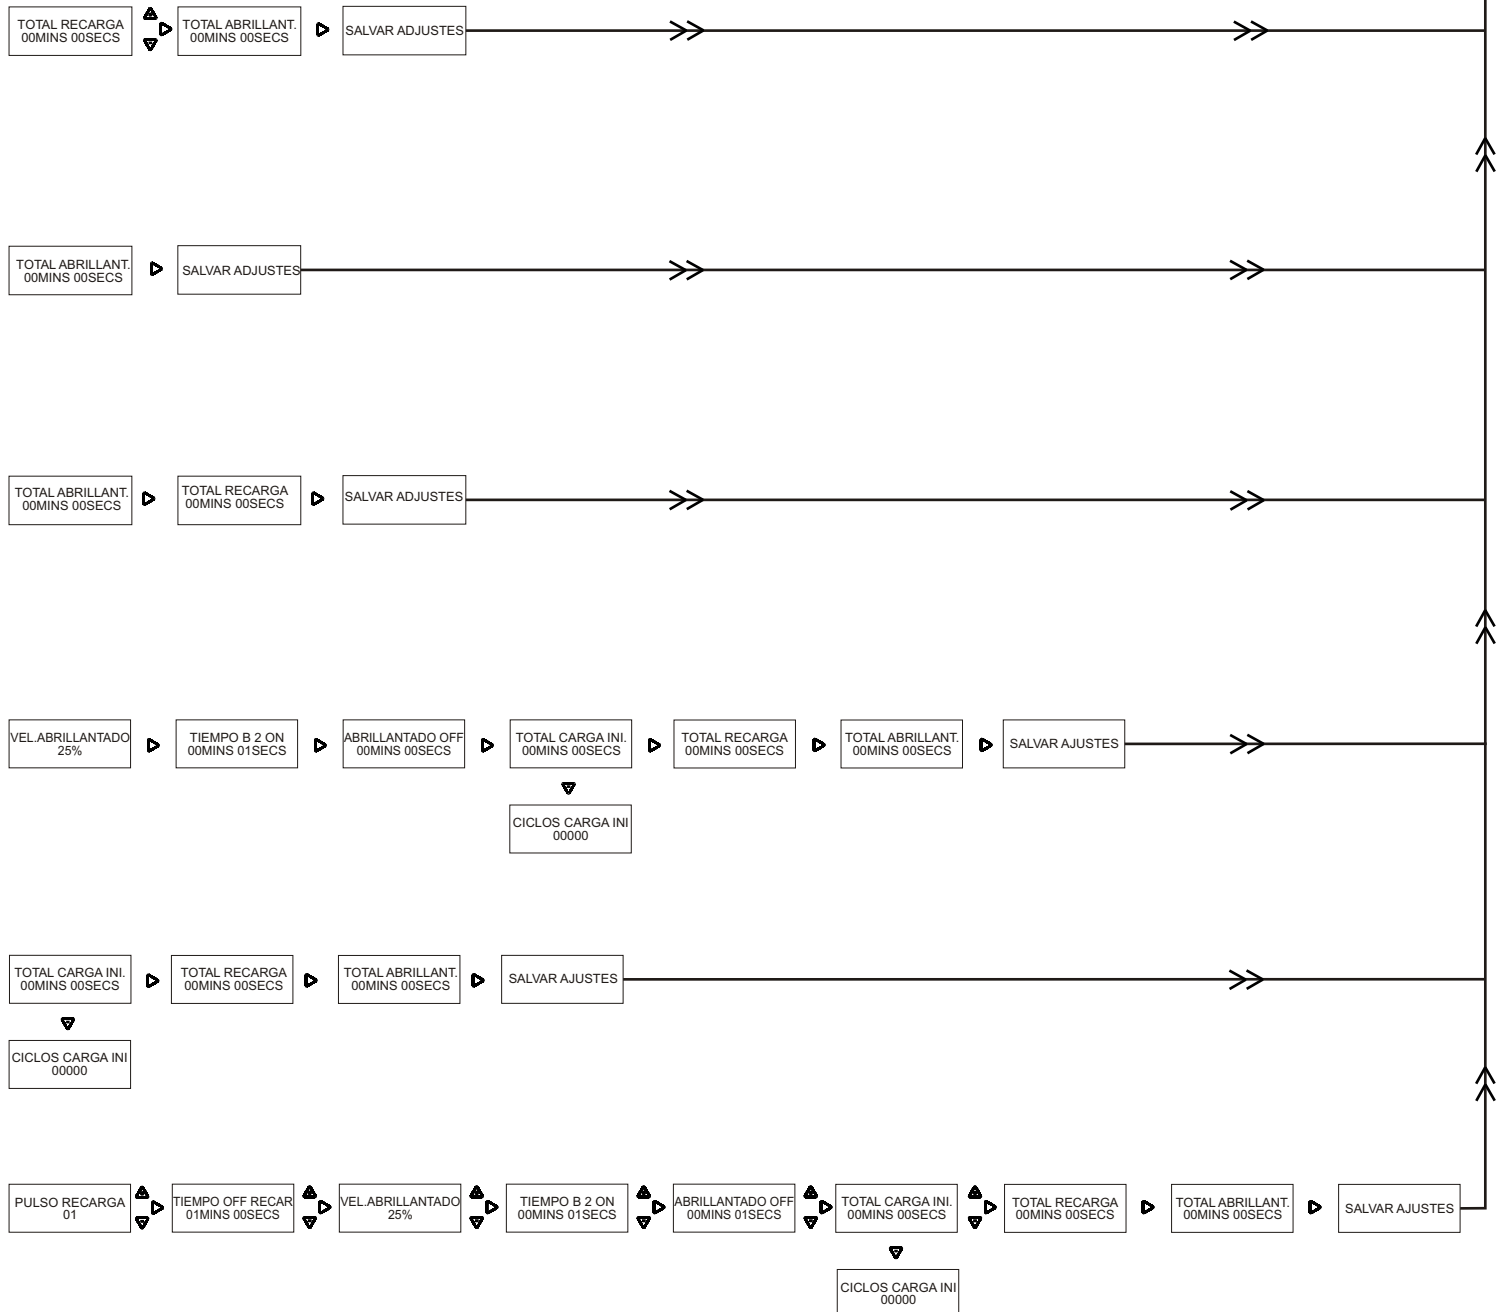 TOTAL RECARGA
00MINS 00SECS
TOTAL ABRILLANT.
00MINS 00SECS
SALVAR ADJUSTES
TOTAL ABRILLANT.
00MINS 00SECS
SALVAR ADJUSTES
TOTAL ABRILLANT.
00MINS 00SECS
TOTAL RECARGA
00MINS 00SECS
SALVAR ADJUSTES
VEL.ABRILLANTADO
25%
TIEMPO B 2 ON
00MINS 01SECS
ABRILLANTADO OFF
00MINS 00SECS
TOTAL CARGA INI.
00MINS 00SECS
TOTAL RECARGA
00MINS 00SECS
TOTAL ABRILLANT.
00MINS 00SECS
SALVAR AJUSTES
CICLOS CARGA INI
00000
TOTAL CARGA INI.
00MINS 00SECS
TOTAL RECARGA
00MINS 00SECS
TOTAL ABRILLANT.
00MINS 00SECS
SALVAR AJUSTES
CICLOS CARGA INI
00000
PULSO RECARGA
01
TIEMPO OFF RECAR
01MINS 00SECS
VEL.ABRILLANTADO
25%
TIEMPO B 2 ON
00MINS 01SECS
ABRILLANTADO OFF
00MINS 01SECS
TOTAL CARGA INI.
00MINS 00SECS
TOTAL RECARGA
00MINS 00SECS
TOTAL ABRILLANT.
00MINS 00SECS
SALVAR AJUSTES
CICLOS CARGA INI
00000